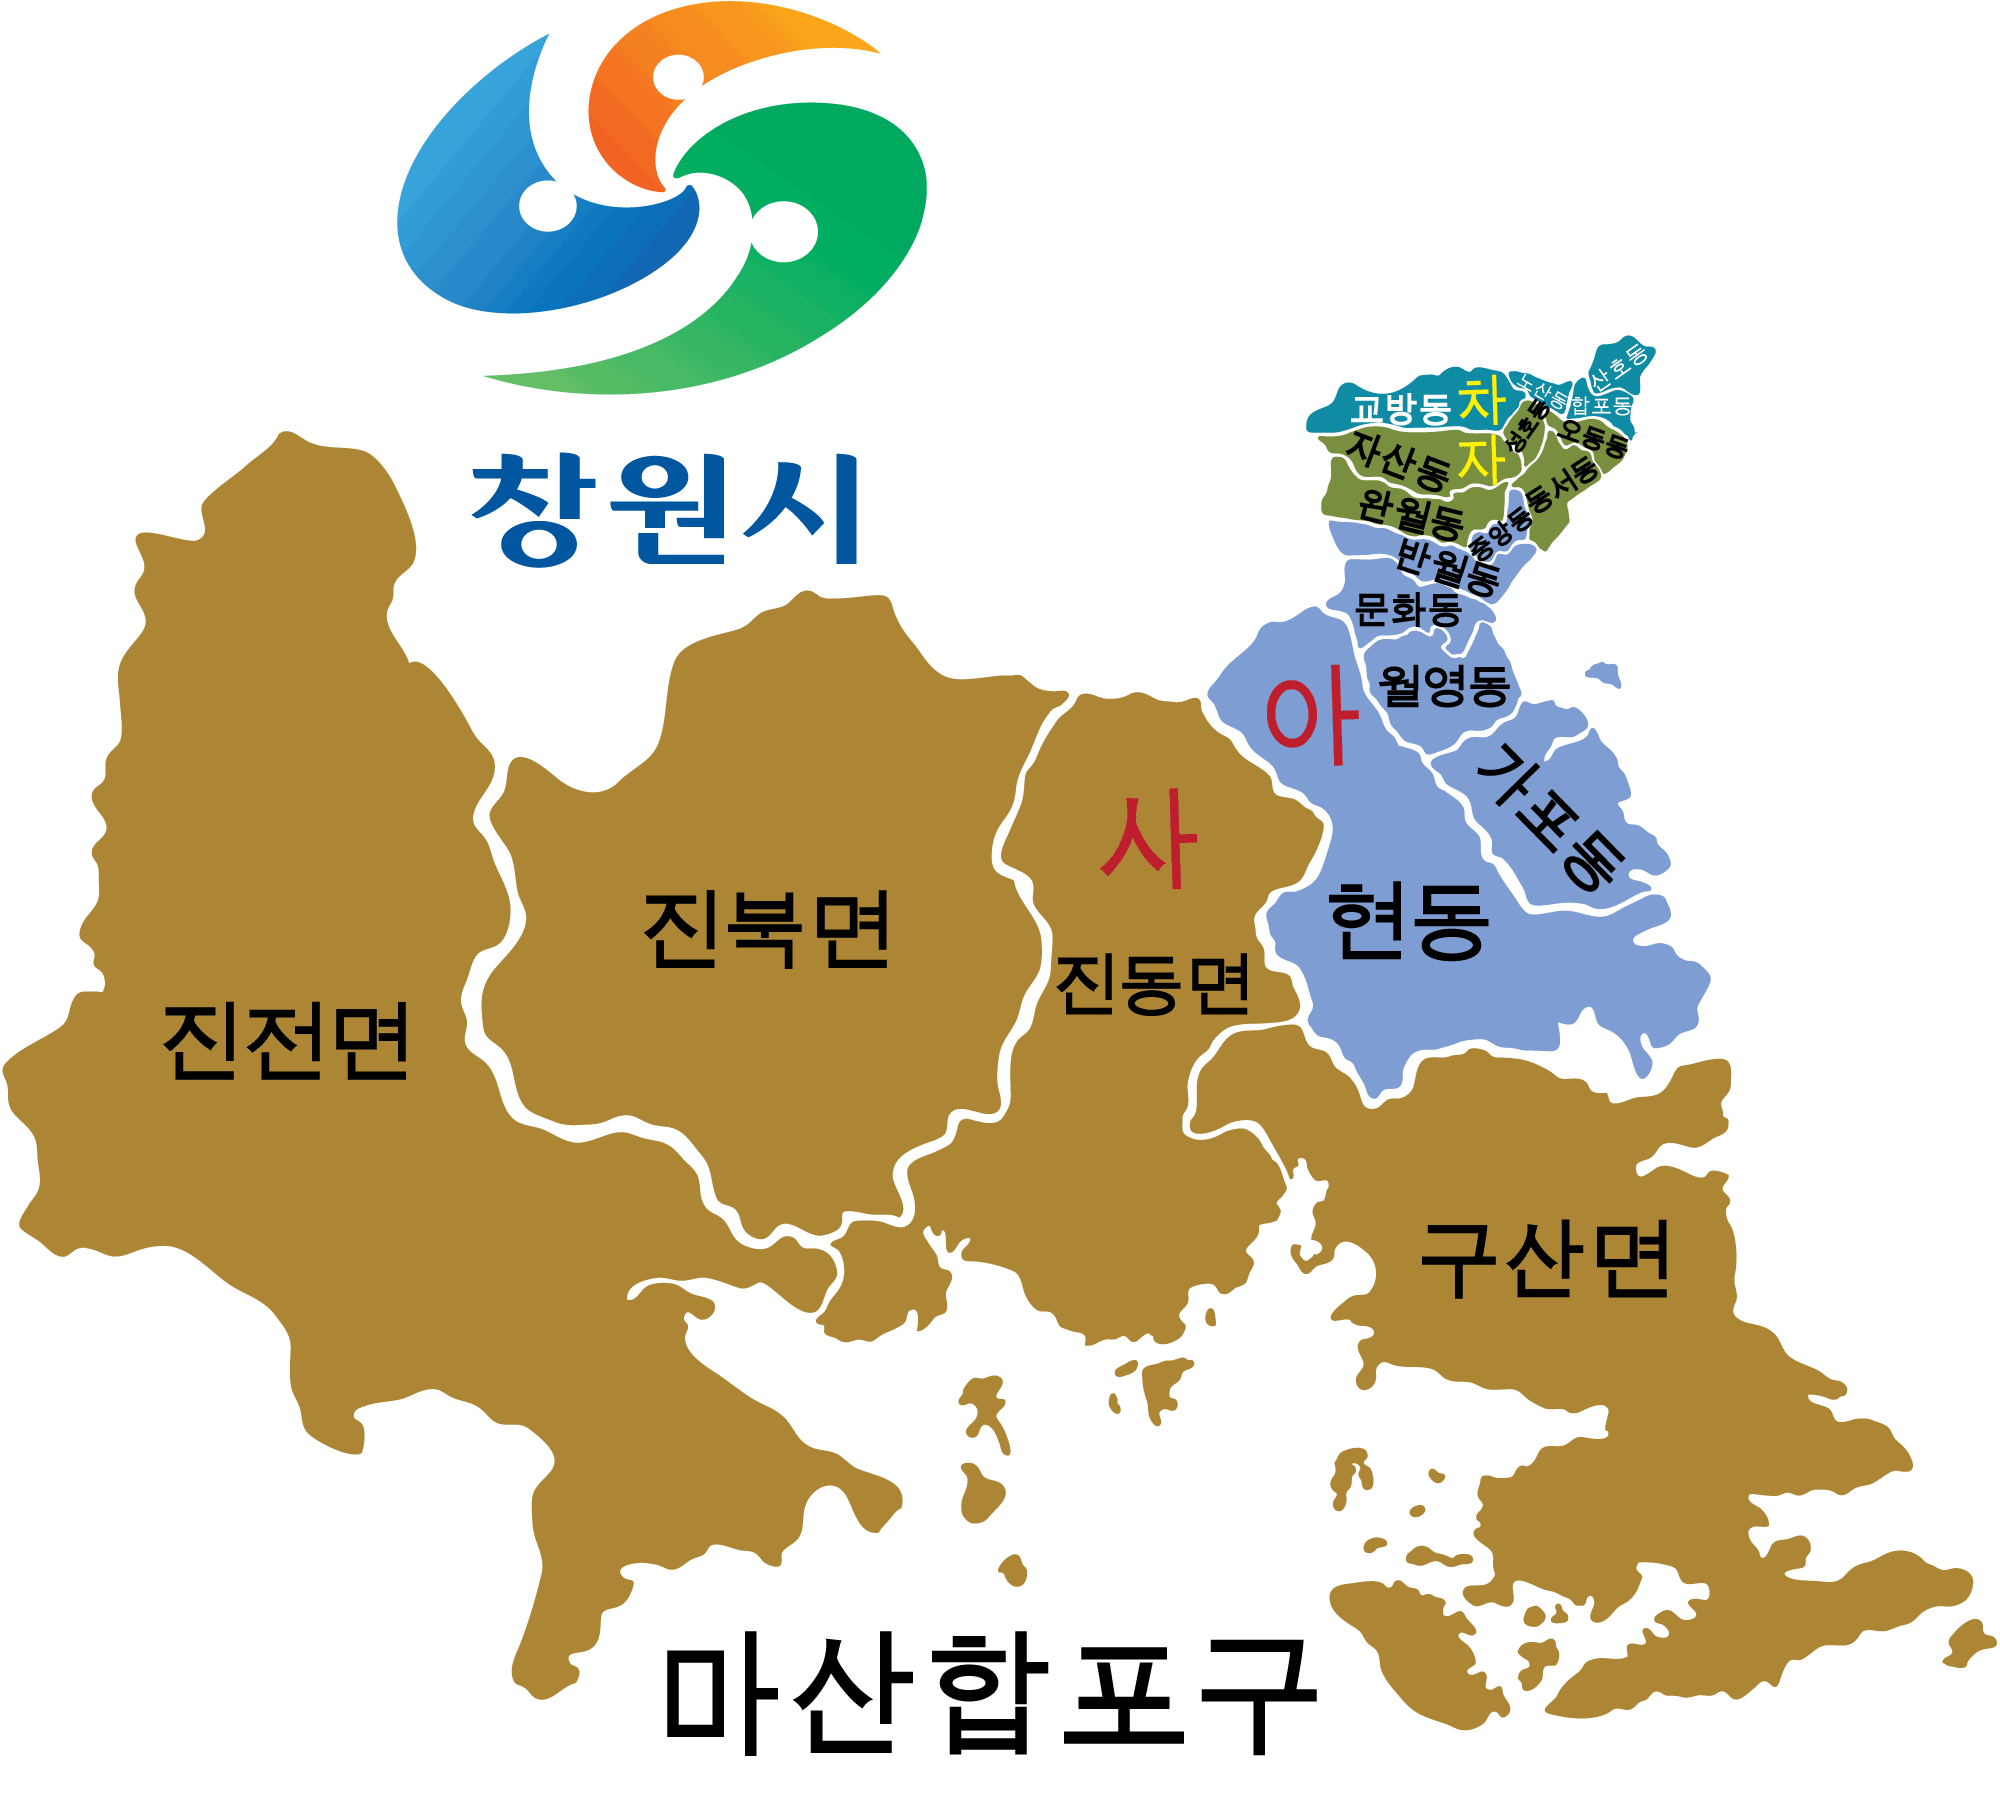 창원시
산호동
교방동
차
노산동
합포동
자산동
자
성호동
오동동
동서동
완월동
중앙동
반월동
문화동
월영동
아
가포동
사
현동
진북면
진동면
진전면
구산면
마산합포구